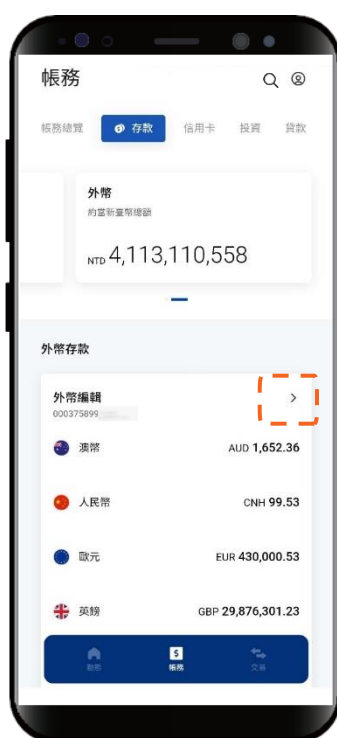 帳務
帳務總覽 存款 信用卡 投資 貸款
外幣
約當新臺幣總額
NTD 4,113,110,558
外幣存款
外幣編輯
000375899
澳幣 AUD 1,652.36
人民幣 CNH 99.53
歐元 EUR 430,000.53
英鎊 GBP 29,876,301.23
動態 帳務 交易